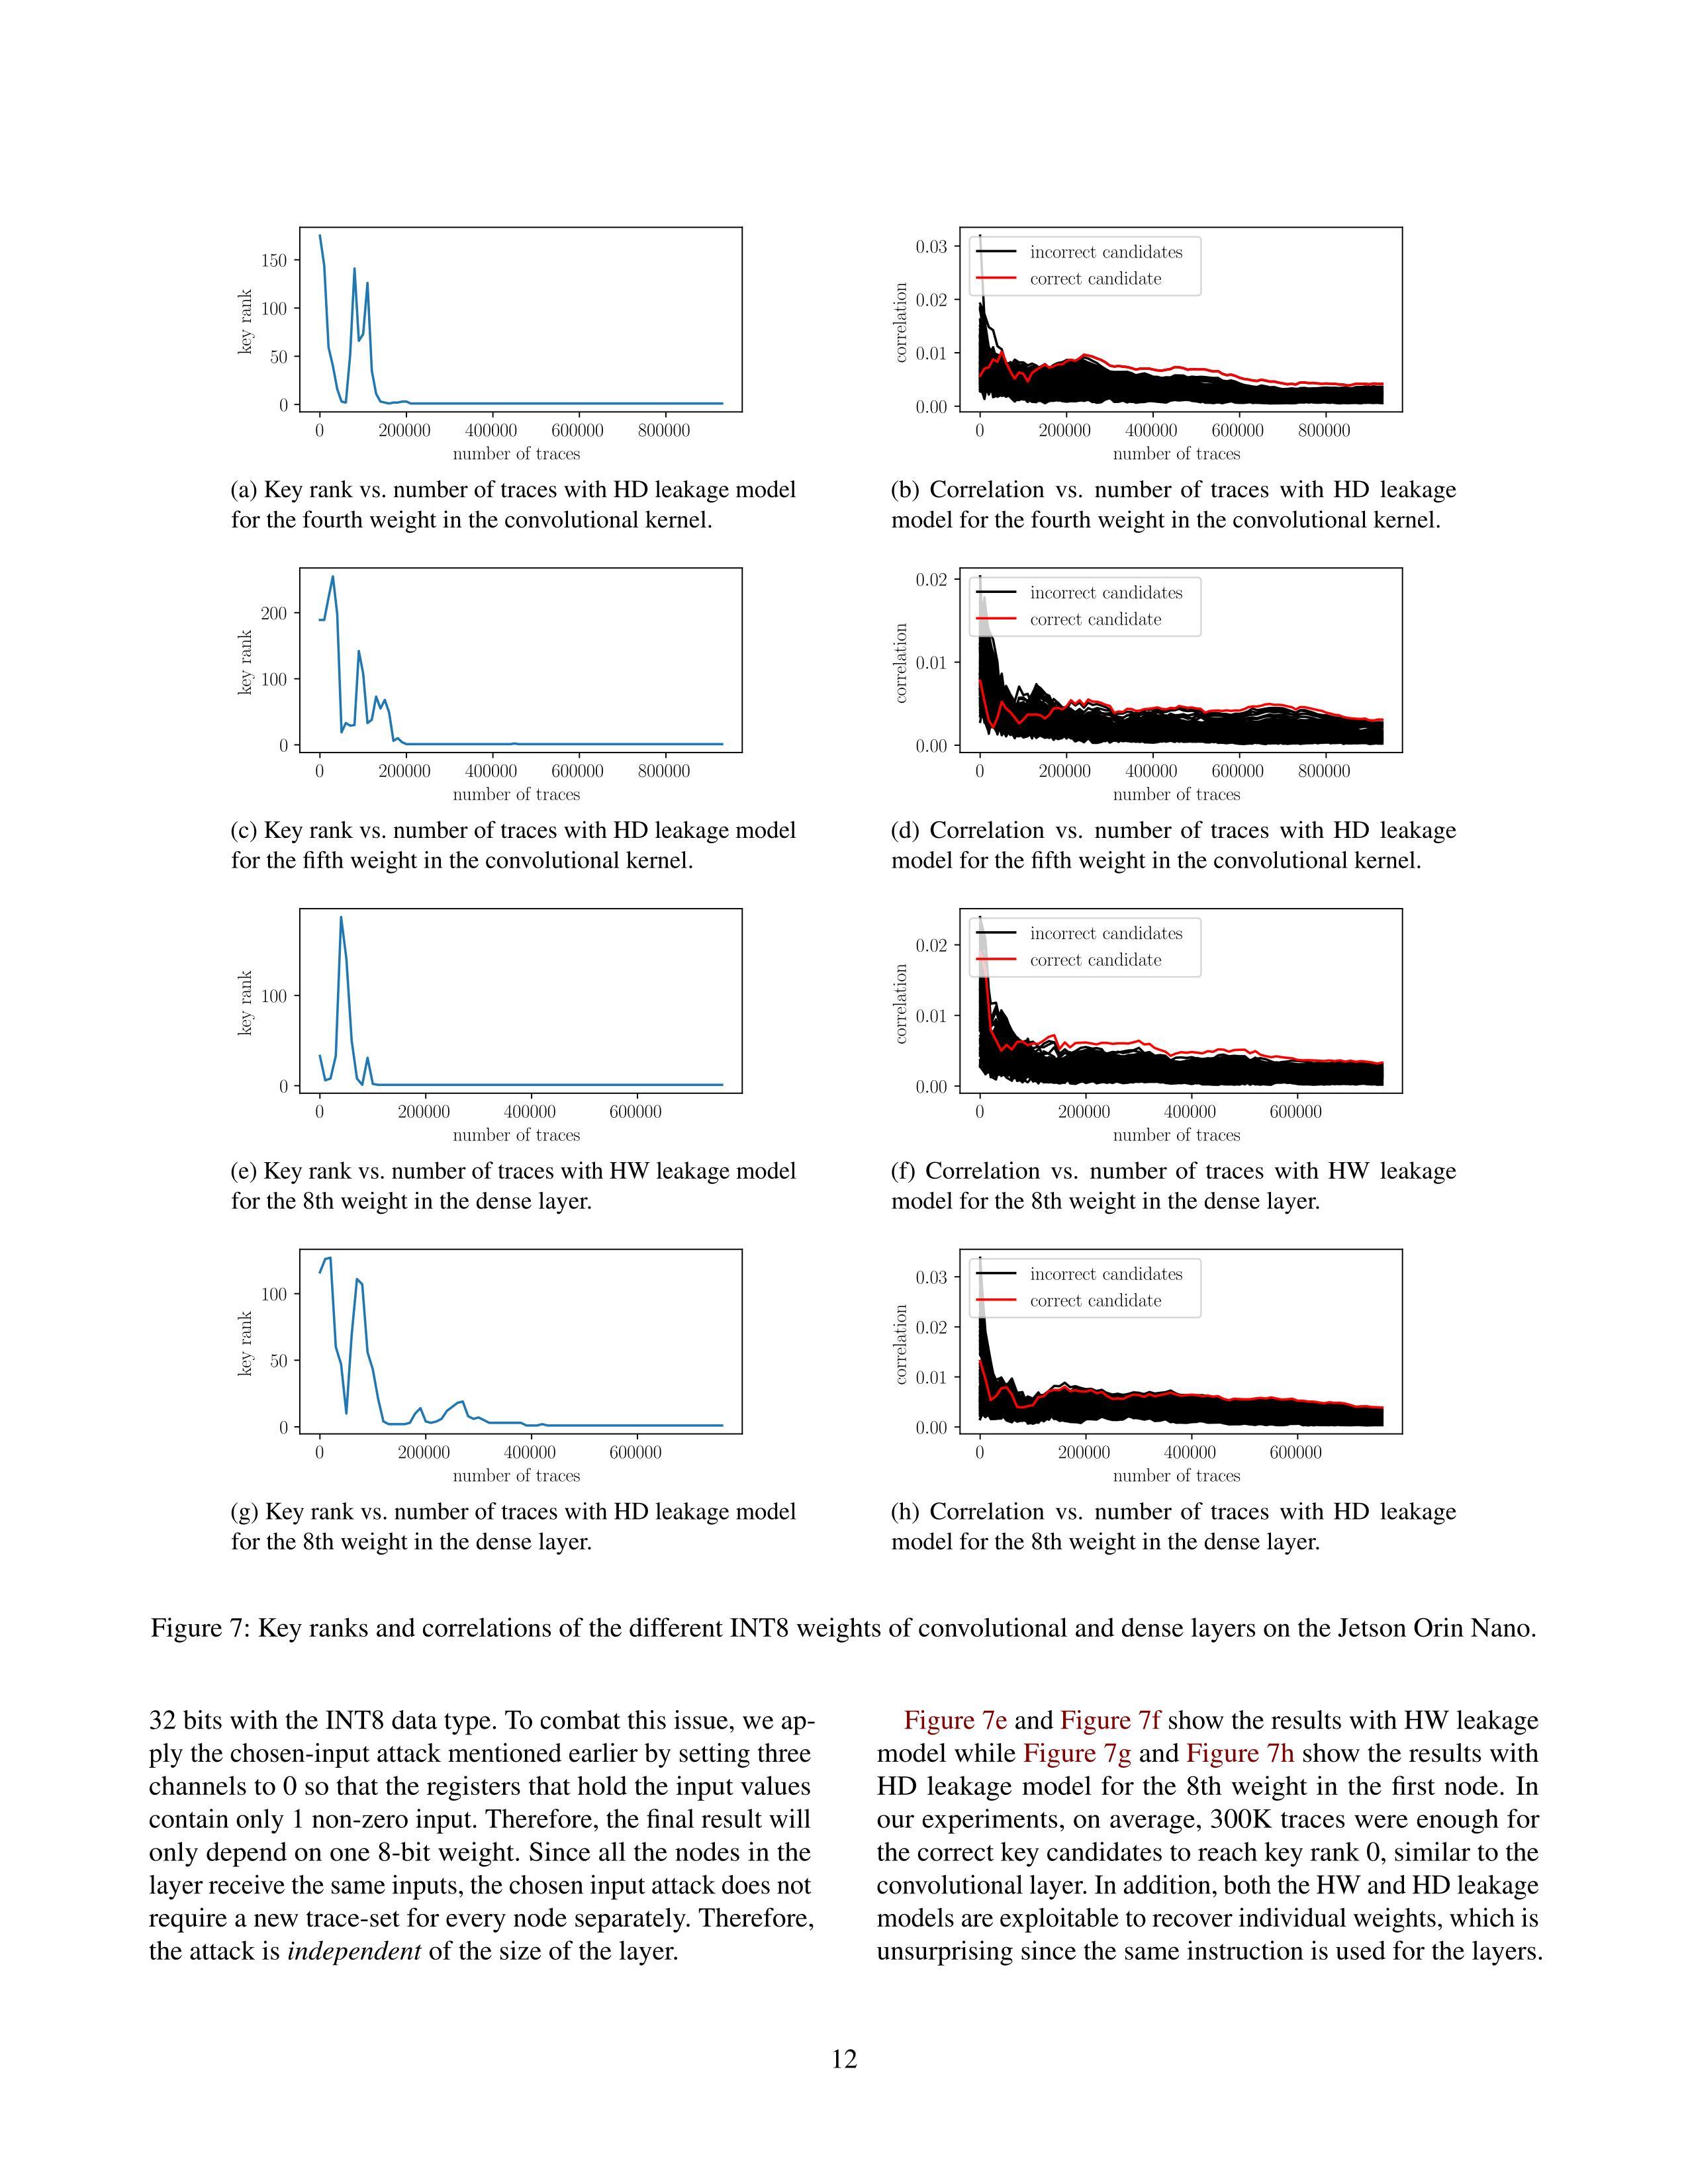 150
100
50
0
key rank
0
200000
400000
600000
800000
number of traces
(a) Key rank vs. number of traces with HD leakage model
for the fourth weight in the convolutional kernel.
0.03
0.02
0.01
0.00
correlation
incorrect candidates
correct candidate
0
200000
400000
600000
800000
number of traces
(b) Correlation vs. number of traces with HD leakage
model for the fourth weight in the convolutional kernel.
200
100
0
key rank
0
200000
400000
600000
800000
number of traces
(c) Key rank vs. number of traces with HD leakage model
for the fifth weight in the convolutional kernel.
0.02
0.01
0.00
correlation
incorrect candidates
correct candidate
0
200000
400000
600000
800000
number of traces
(d) Correlation vs. number of traces with HD leakage
model for the fifth weight in the convolutional kernel.
100
0
key rank
0
200000
400000
600000
number of traces
(e) Key rank vs. number of traces with HW leakage model
for the 8th weight in the dense layer.
0.02
0.01
0.00
correlation
incorrect candidates
correct candidate
0
200000
400000
600000
number of traces
(f) Correlation vs. number of traces with HW leakage
model for the 8th weight in the dense layer.
100
50
0
key rank
0
200000
400000
600000
number of traces
(g) Key rank vs. number of traces with HD leakage model
for the 8th weight in the dense layer.
0.03
0.02
0.01
0.00
correlation
incorrect candidates
correct candidate
0
200000
400000
600000
number of traces
(h) Correlation vs. number of traces with HD leakage
model for the 8th weight in the dense layer.
Figure 7: Key ranks and correlations of the different INT8 weights of convolutional and dense layers on the Jetson Orin Nano.
32 bits with the INT8 data type. To combat this issue, we ap-
ply the chosen-input attack mentioned earlier by setting three
channels to 0 so that the registers that hold the input values
contain only 1 non-zero input. Therefore, the final result will
only depend on one 8-bit weight. Since all the nodes in the
layer receive the same inputs, the chosen input attack does not
require a new trace-set for every node separately. Therefore,
the attack is independent of the size of the layer.
Figure 7e and Figure 7f show the results with HW leakage
model while Figure 7g and Figure 7h show the results with
HD leakage model for the 8th weight in the first node. In
our experiments, on average, 300K traces were enough for
the correct key candidates to reach key rank 0, similar to the
convolutional layer. In addition, both the HW and HD leakage
models are exploitable to recover individual weights, which is
unsurprising since the same instruction is used for the layers.
12